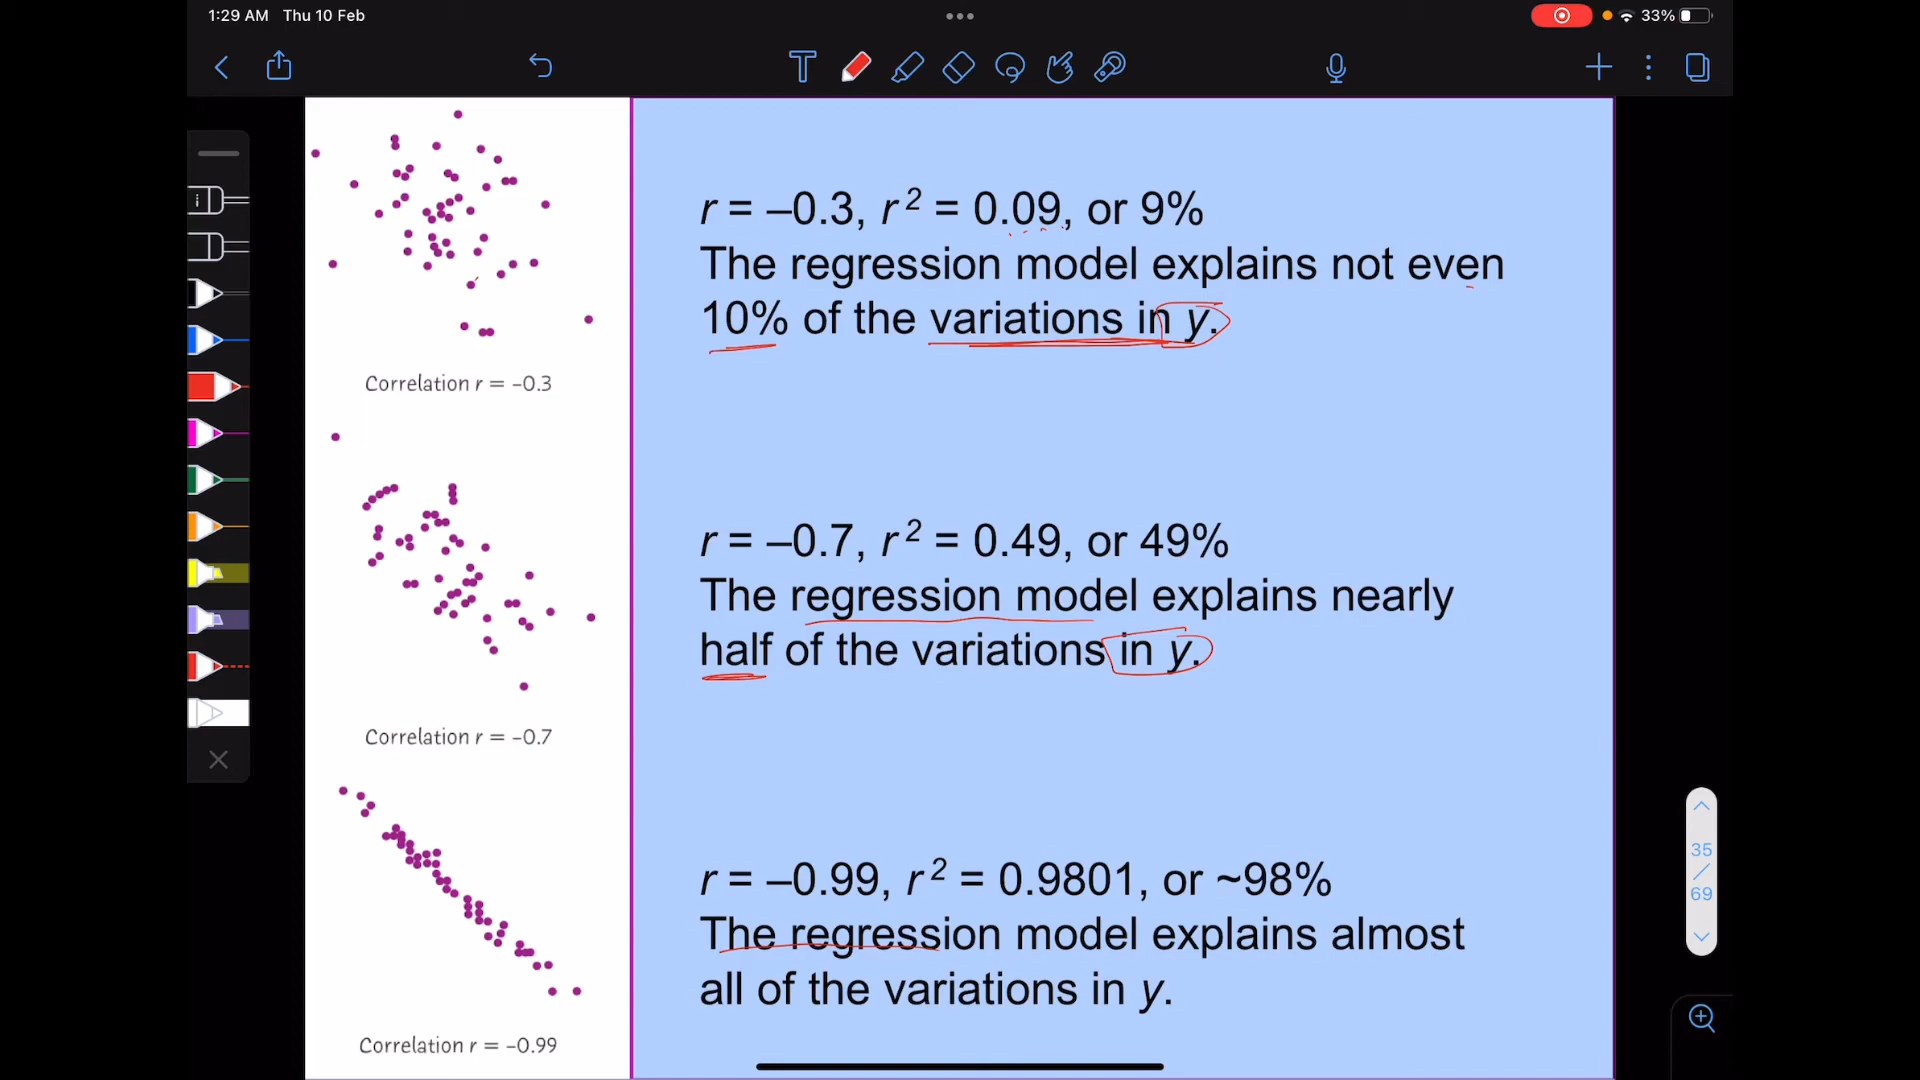 1:29 AM Thu 10 Feb
33%
r = –0.3, r² = 0.09, or 9%
The regression model explains not even
10% of the variations in y.
Correlation r = –0.3
r = –0.7, r² = 0.49, or 49%
The regression model explains nearly
half of the variations in y.
Correlation r = –0.7
r = –0.99, r² = 0.9801, or ~98%
The regression model explains almost
all of the variations in y.
Correlation r = –0.99
35
/
69